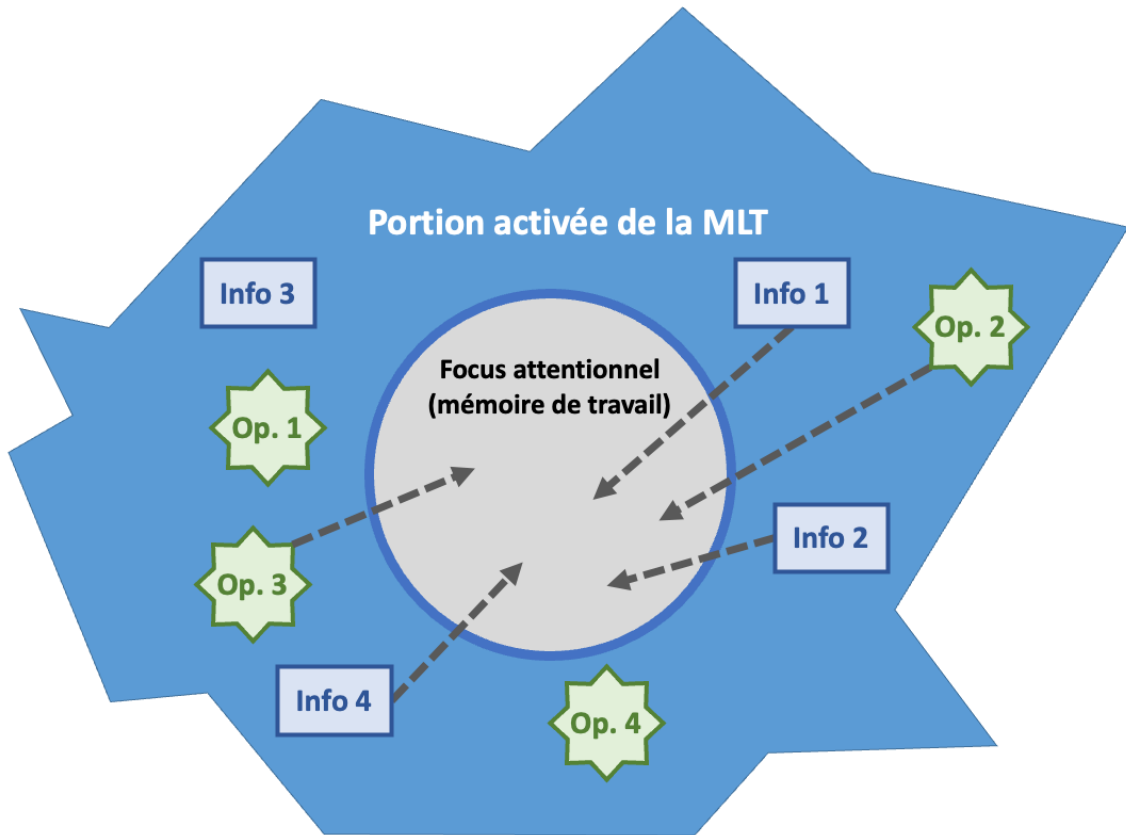 Portion activée de la MLT
Info 3
Info 1
Op. 2
Focus attentionnel
(mémoire de travail)
Op. 1
Info 2
Op. 3
Info 4
Op. 4